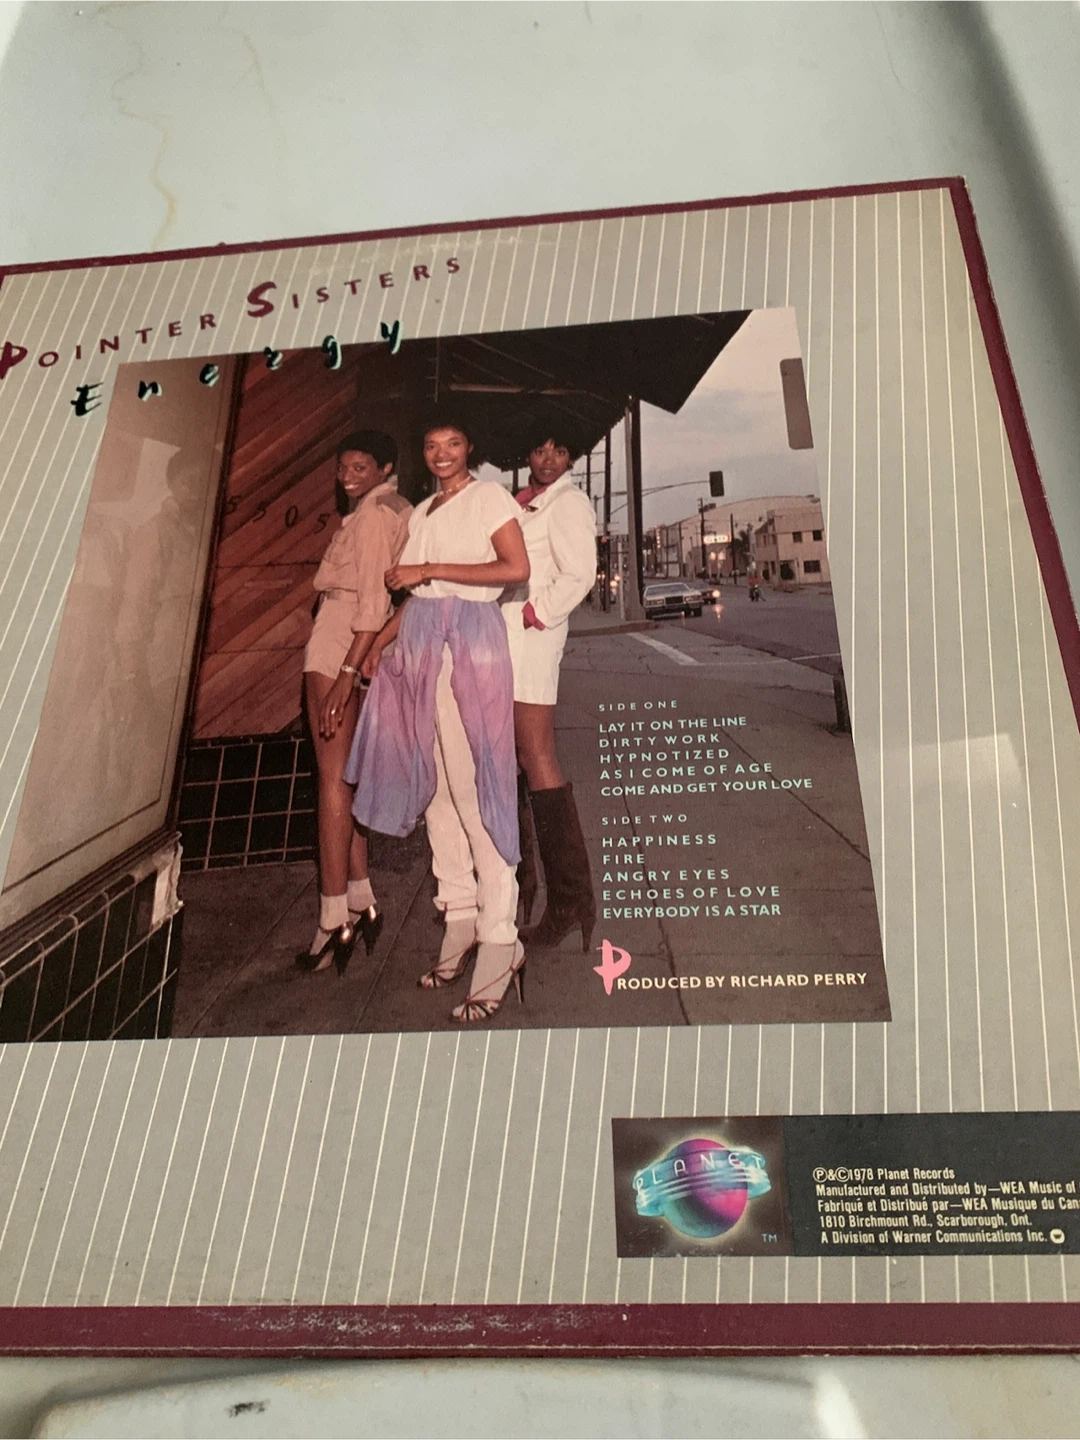 POINTER SISTERS
Energy
5505
SIDE ONE
LAY IT ON THE LINE
DIRTY WORK
HYPNOTIZED
AS I COME OF AGE
COME AND GET YOUR LOVE
SIDE TWO
HAPPINESS
FIRE
ANGRY EYES
ECHOES OF LOVE
EVERYBODY IS A STAR
PRODUCED BY RICHARD PERRY
PLANET
TM
℗&©1978 Planet Records
Manufactured and Distributed by—WEA Music of
Fabriqué et Distribué par—WEA Musique du Can
1810 Birchmount Rd., Scarborough, Ont.
A Division of Warner Communications Inc.